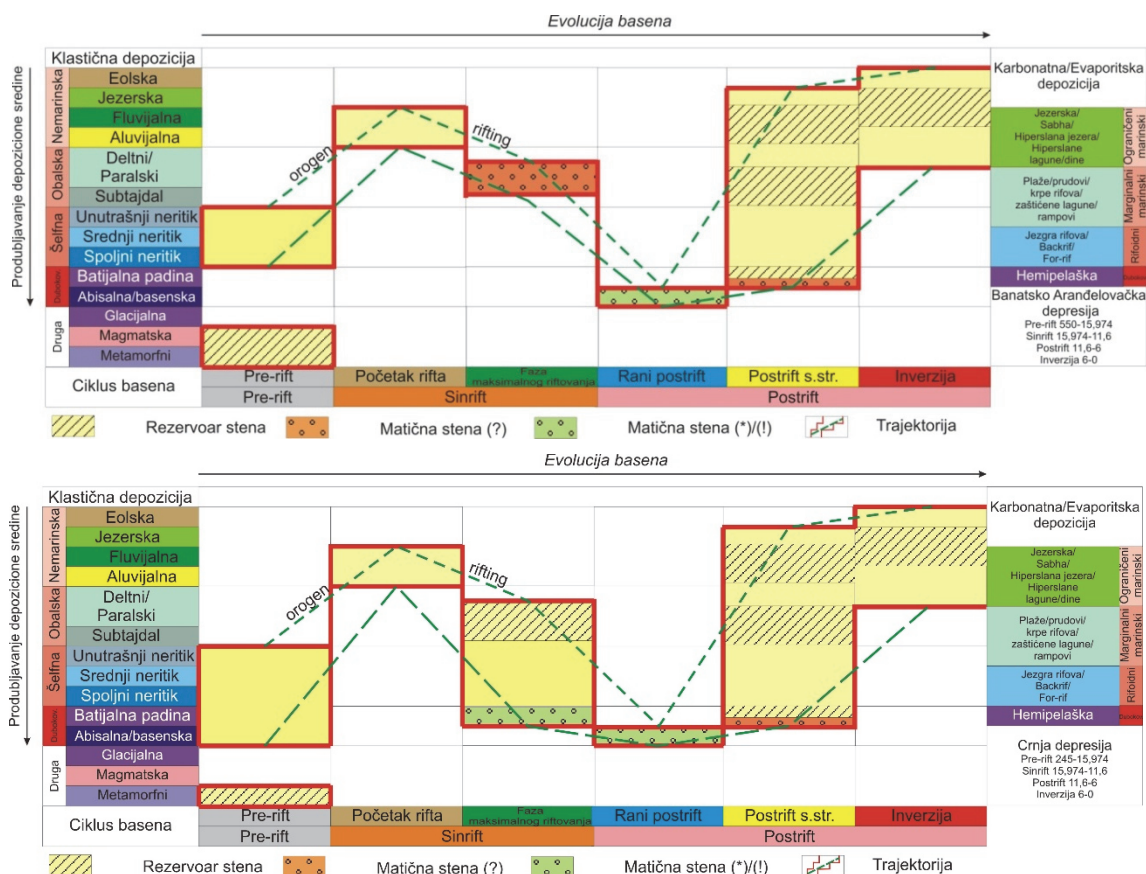 Evolucija basena
Produbljavanje depozicione sredine
Klastična depozicija
Nemarinska
Eolska
Jezerska
Fluvijalna
Aluvijalna
Obalska
Deltni/
Paralski
Subtajdal
Šelfna
Unutrašnji neritik
Srednji neritik
Spoljni neritik
Batijalna padina
Abisalna/basenska
Druga
Glacijalna
Magmatska
Metamorfni
Ciklus basena
orogen
rifting
Pre-rift
Početak rifta
Faza
maksimalnog riftovanja
Rani postrift
Postrift s.str.
Inverzija
Pre-rift
Sinrift
Postrift
Karbonatna/Evaporitska
depozicija
Jezerska/
Sabha/
Hiperslana jezera/
Hiperslane
lagune/dine
Ograničeni
marinski
Plaže/prudovi/
krpe rifova/
zaštićene lagune/
rampovi
Marginalni
marinski
Jezgra rifova/
Backrif/
For-rif
Rifoidni
Hemipelaška
Banatsko Aranđelovačka
depresija
Pre-rift 550-15,974
Sinrift 15,974-11,6
Postrift 11,6-6
Inverzija 6-0
Rezervoar stena
Matična stena (?)
Matična stena (*)/(!)
Trajektorija
Evolucija basena
Produbljavanje depozicione sredine
Klastična depozicija
Nemarinska
Eolska
Jezerska
Fluvijalna
Aluvijalna
Obalska
Deltni/
Paralski
Subtajdal
Šelfna
Unutrašnji neritik
Srednji neritik
Spoljni neritik
Batijalna padina
Abisalna/basenska
Druga
Glacijalna
Magmatska
Metamorfni
Ciklus basena
orogen
rifting
Pre-rift
Početak rifta
Faza
maksimalnog riftovanja
Rani postrift
Postrift s.str.
Inverzija
Pre-rift
Sinrift
Postrift
Karbonatna/Evaporitska
depozicija
Jezerska/
Sabha/
Hiperslana jezera/
Hiperslane
lagune/dine
Ograničeni
marinski
Plaže/prudovi/
krpe rifova/
zaštićene lagune/
rampovi
Marginalni
marinski
Jezgra rifova/
Backrif/
For-rif
Rifoidni
Hemipelaška
Crnja depresija
Pre-rift 245-15,974
Sinrift 15,974-11,6
Postrift 11,6-6
Inverzija 6-0
Rezervoar stena
Matična stena (?)
Matična stena (*)/(!)
Trajektorija